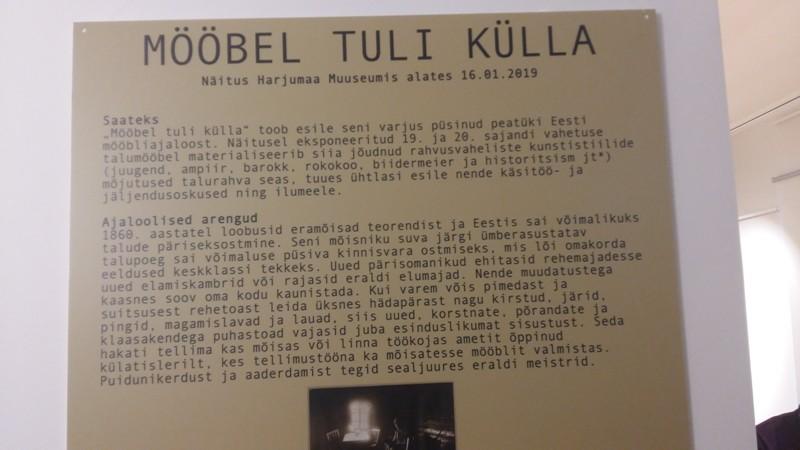 MÖÖBEL TULI KÜLLA
Näitus Harjumaa Muuseumis alates 16.01.2019
Saateks
„Mööbel tuli külla“ toob esile seni varjus püsinud peatüki Eesti
mööbliajaloost. Näitusel eksponeeritud 19. ja 20. sajandi vahetuse
talumööbel materialiseerib siia jõudnud rahvusvaheliste kunstistiilide
(juugend, ampiir, barokk, rokokoo, biidermeier ja historitsism jt*)
mõjutused talurahva seas, tuues ühtlasi esile nende käsitöö- ja
jäljendusoskused ning ilumeele.
Ajaloolised arengud
1860. aastatel loobusid eramõisad teorendist ja Eestis sai võimalikuks
talude päriseksostmine. Seni mõisniku suva järgi ümberasustatav
talupoeg sai võimaluse püsiva kinnisvara ostmiseks, mis lõi omakorda
eeldused keskklassi tekkeks. Uued pärisomanikud ehitasid rehemajadesse
uued elamiskambrid või rajasid eraldi elumajad. Nende muudatustega
kaasnes soov oma kodu kaunistada. Kui varem võis pimedast ja
suitsusest rehetoast leida üksnes hädapärast nagu kirstud, järid,
pingid, magamislavad ja lauad, siis uued, korstnate, põrandate ja
klaasakendega puhastoad vajasid juba esinduslikumat sisustust. Seda
hakati tellima kas mõisas või linna töökojas ametit õppinud
külatislerilt, kes tellimustööna ka mõisatesse mööblit valmistas.
Puidunikerdust ja aaderdamist tegid sealjuures eraldi meistrid.